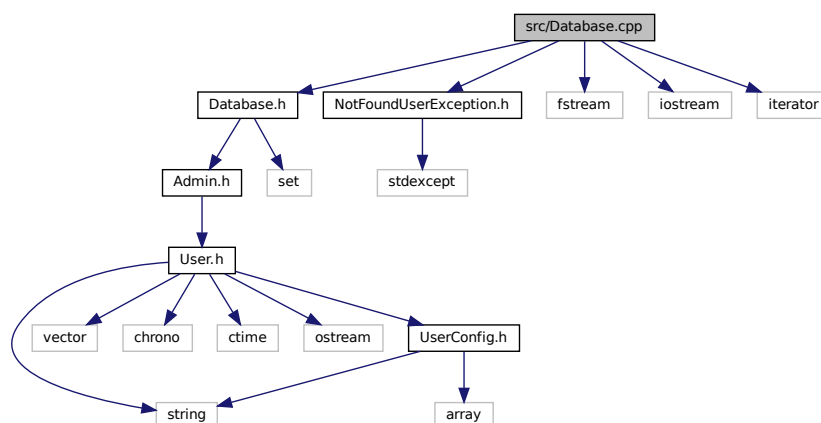 src/Database.cpp
Database.h
NotFoundUserException.h
fstream
iostream
iterator
Admin.h
set
stdexcept
User.h
vector
chrono
ctime
ostream
UserConfig.h
string
array